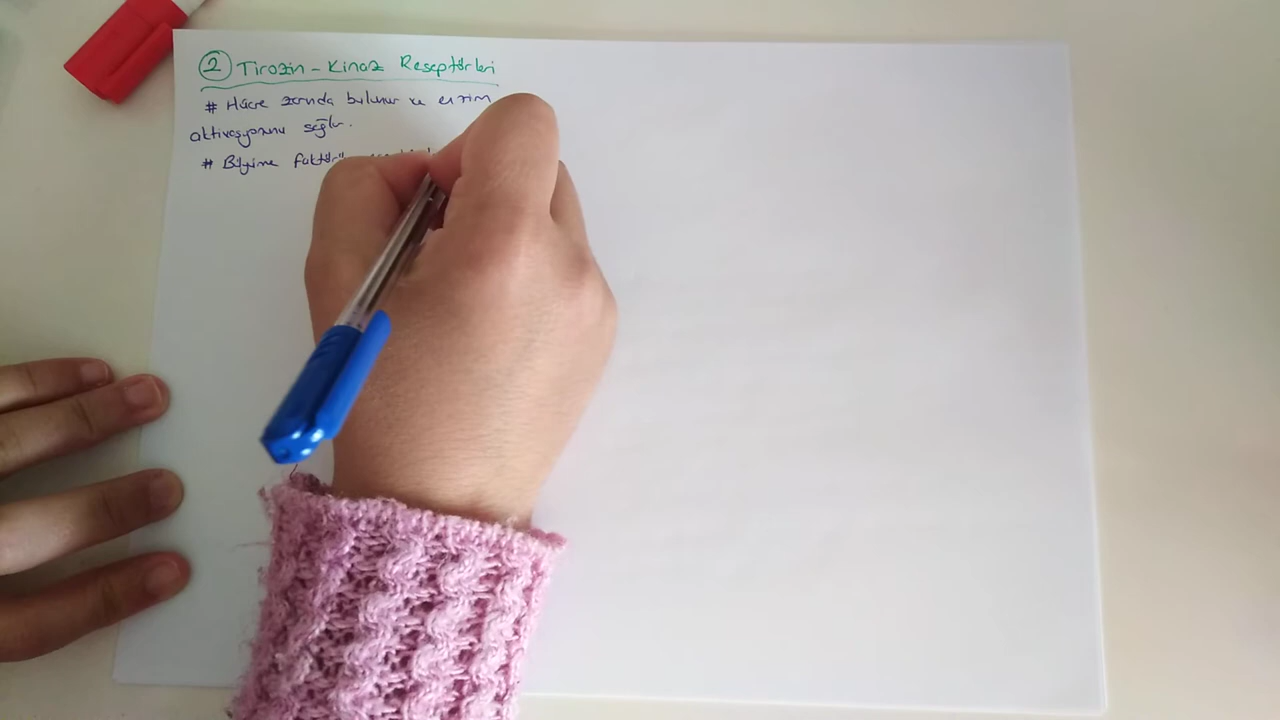 2 Tirozin - Kinaz Reseptörleri
# Hücre zarında bulunur ve enzim
aktivasyonunu sağlar.
# Büyüme faktörü